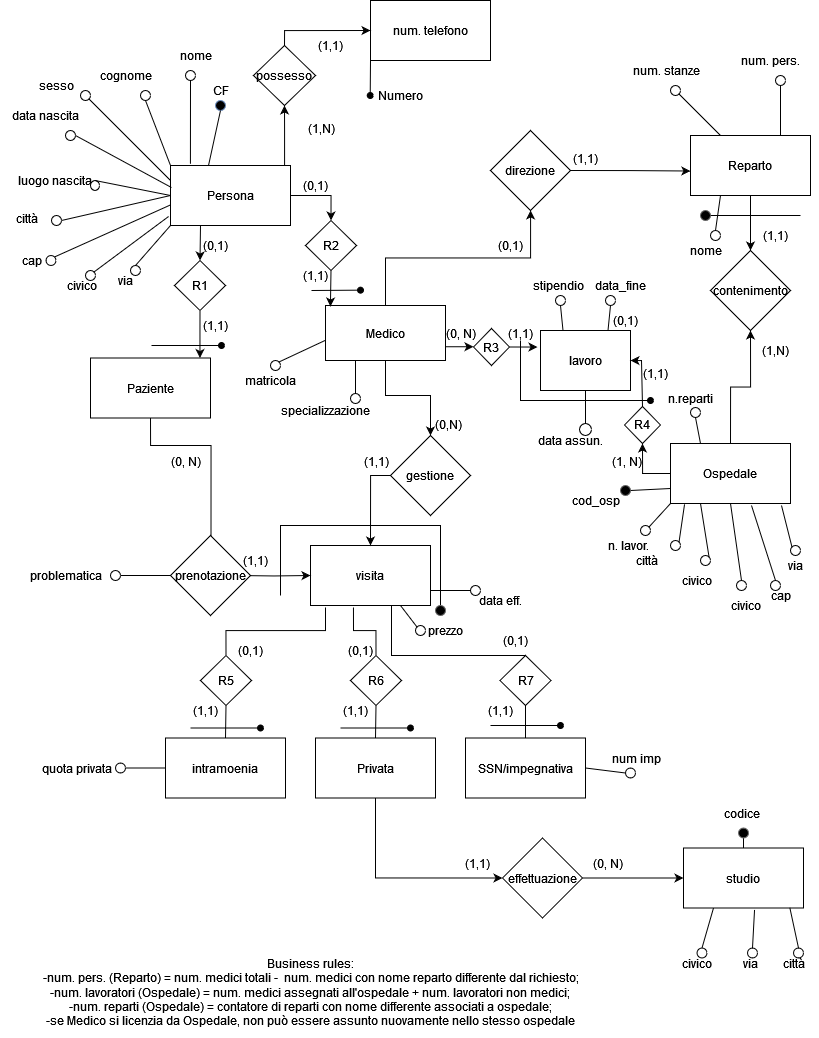 num. telefono
(1,1)
possesso
Numero
(1,N)
nome
cognome
sesso
CF
data nascita
luogo nascita
città
cap
civico
via
Persona
(0,1)
R2
(1,1)
(0,1)
R1
(1,1)
Paziente
(0, N)
direzione
(1,1)
(0,1)
num. stanze
num. pers.
Reparto
nome
(1,1)
contenimento
(1,N)
Medico
matricola
specializzazione
(0, N)
R3
(1,1)
stipendio
data_fine
(0,1)
lavoro
data assun.
(1,1)
R4
(1, N)
n.reparti
Ospedale
cod_osp
n. lavor.
città
civico
civico
cap
via
(0,N)
gestione
(1,1)
problematica
prenotazione
(1,1)
visita
data eff.
prezzo
(0,1)
R5
(1,1)
(0,1)
R6
(1,1)
(0,1)
R7
(1,1)
quota privata
intramoenia
Privata
SSN/impegnativa
num imp
(1,1)
effettuazione
(0, N)
codice
studio
civico
via
città
Business rules:
-num. pers. (Reparto) = num. medici totali - num. medici con nome reparto differente dal richiesto;
-num. lavoratori (Ospedale) = num. medici assegnati all'ospedale + num. lavoratori non medici;
-num. reparti (Ospedale) = contatore di reparti con nome differente associati a ospedale;
-se Medico si licenzia da Ospedale, non può essere assunto nuovamente nello stesso ospedale